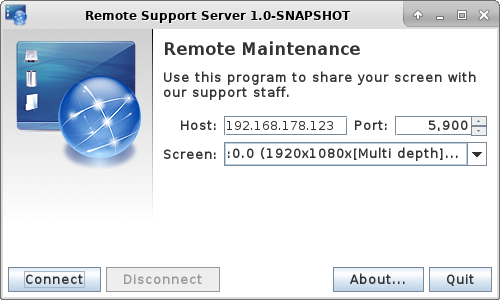 Remote Support Server 1.0-SNAPSHOT
Remote Maintenance
Use this program to share your screen with
our support staff.
Host: 192.168.178.123 Port: 5,900
Screen: :0.0 (1920x1080x[Multi depth]...
Connect Disconnect About... Quit